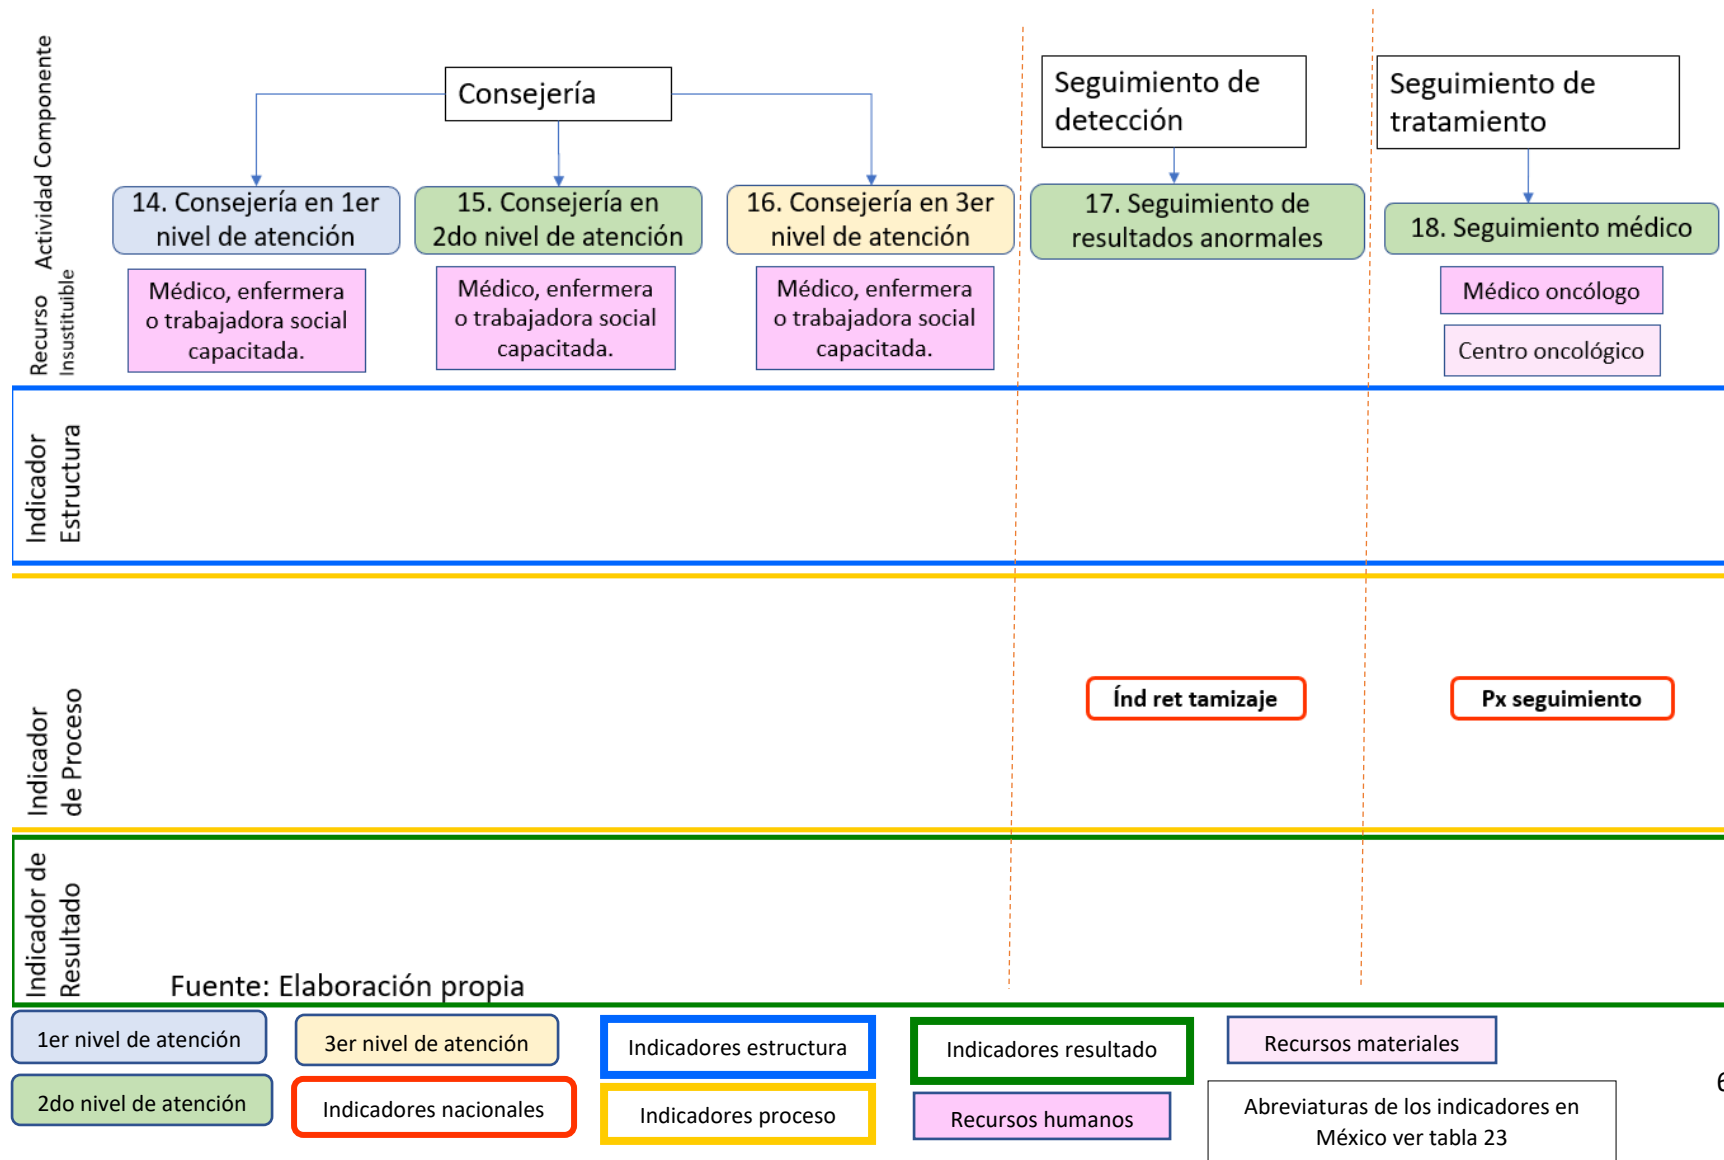 Actividad Componente
Recurso
Insustituible
Consejería
Seguimiento de
detección
Seguimiento de
tratamiento
14. Consejería en 1er
nivel de atención
15. Consejería en
2do nivel de atención
16. Consejería en 3er
nivel de atención
17. Seguimiento de
resultados anormales
18. Seguimiento médico
Médico, enfermera
o trabajadora social
capacitada.
Médico, enfermera
o trabajadora social
capacitada.
Médico, enfermera
o trabajadora social
capacitada.
Médico oncólogo
Centro oncológico
Indicador
Estructura
Indicador
de Proceso
Índ ret tamizaje
Px seguimiento
Indicador de
Resultado
Fuente: Elaboración propia
1er nivel de atención
3er nivel de atención
Indicadores estructura
Indicadores resultado
Recursos materiales
2do nivel de atención
Indicadores nacionales
Indicadores proceso
Recursos humanos
Abreviaturas de los indicadores en
México ver tabla 23
6